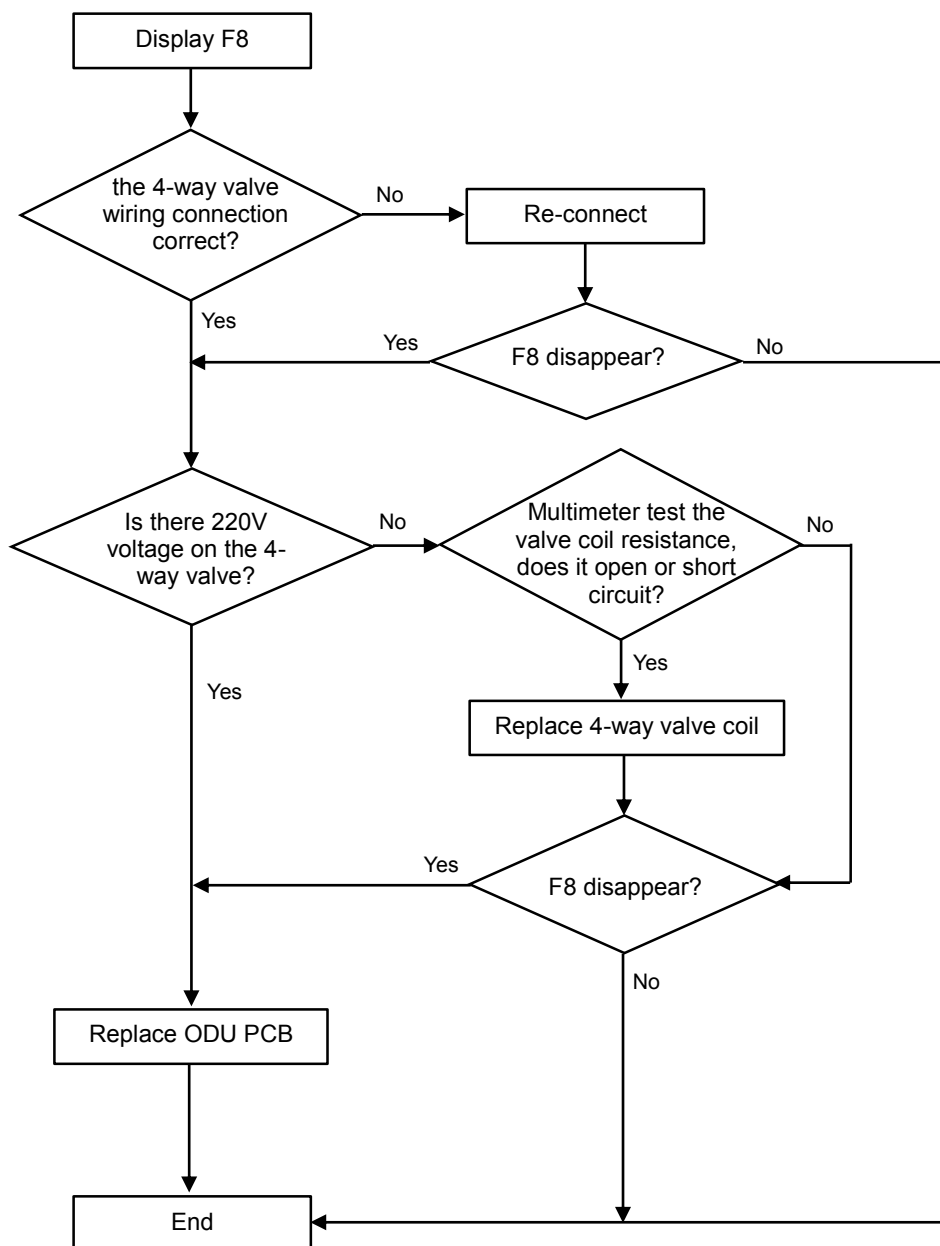 Display F8
the 4-way valve
wiring connection
correct?
No
Re-connect
Yes
Yes
F8 disappear?
No
Is there 220V
voltage on the 4-
way valve?
No
Multimeter test the
valve coil resistance,
does it open or short
circuit?
No
Yes
Yes
Replace 4-way valve coil
Yes
F8 disappear?
No
Replace ODU PCB
End